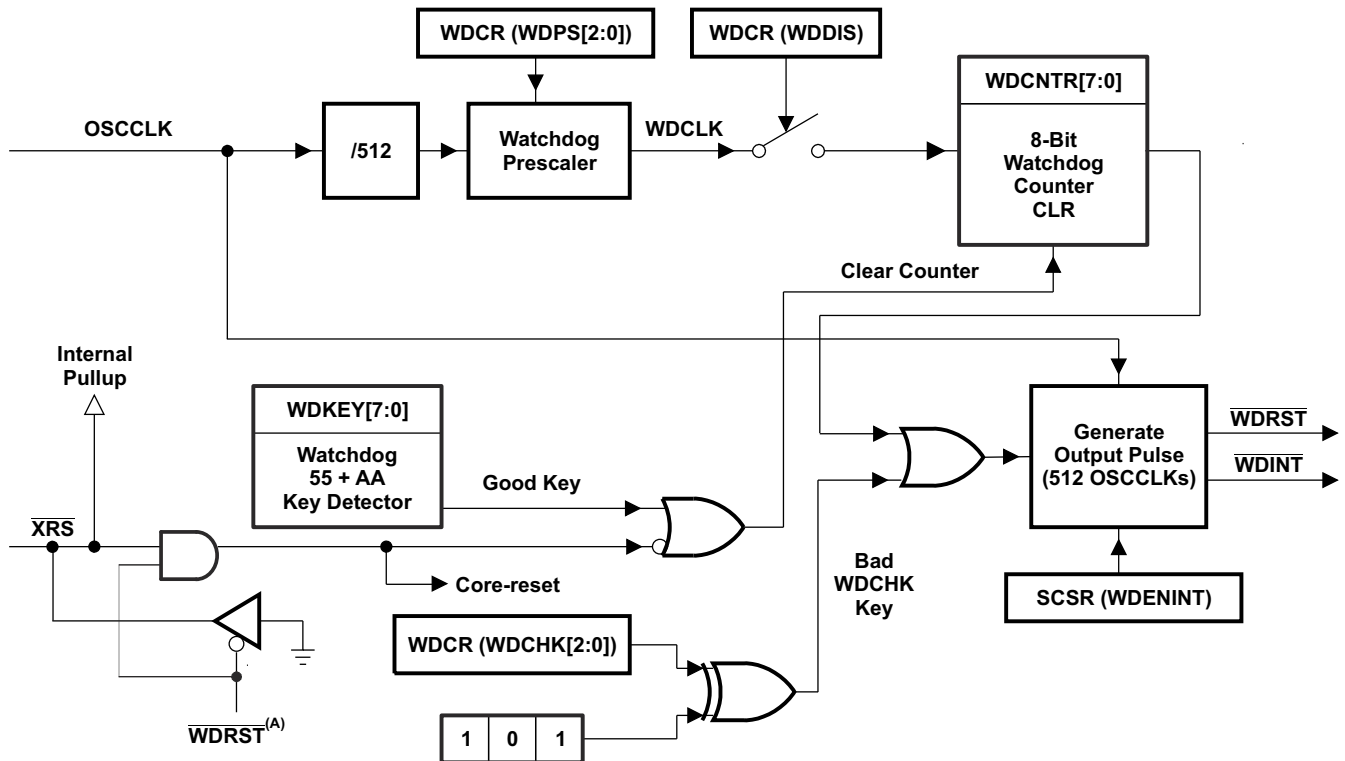 WDCR (WDPS[2:0])
WDCR (WDDIS)
WDCNTR[7:0]
OSCCLK
/512
Watchdog
Prescaler
WDCLK
8-Bit
Watchdog
Counter
CLR
Clear Counter
Internal
Pullup
WDKEY[7:0]
Watchdog
55 + AA
Key Detector
Good Key
Generate
Output Pulse
(512 OSCCLKs)
WDRST
WDINT
XRS
Core-reset
Bad
WDCHK
Key
SCSR (WDENINT)
WDCR (WDCHK[2:0])
WDRST(A)
1 0 1